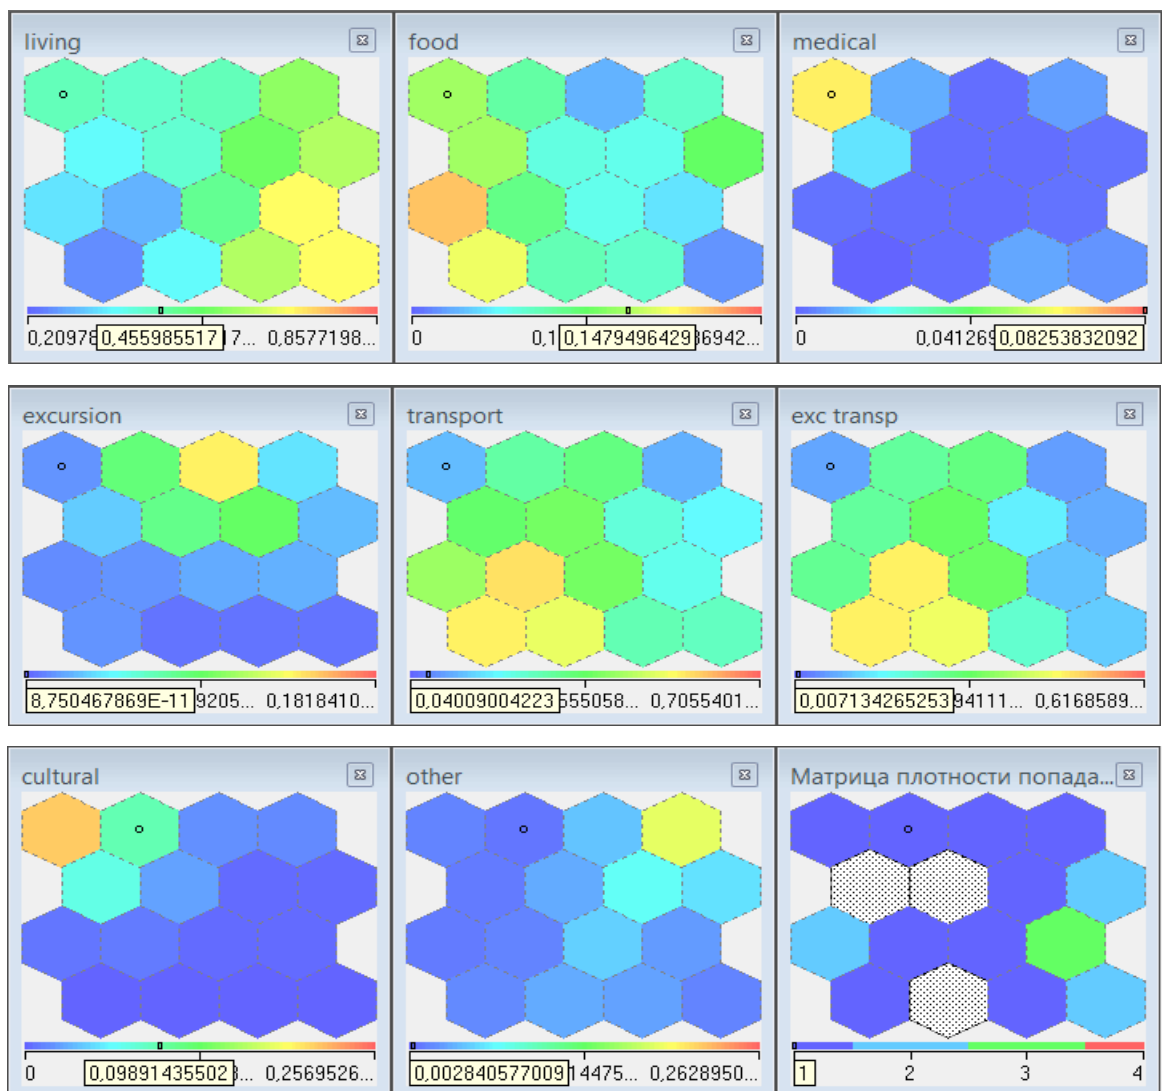 living food medical
0,20978 0,455985517 17... 0,8577198... 0 0,1 0,1479496429 36942... 0 0,041269 0,08253832092
excursion transport exc transp
8,750467869E-11 9205... 0,1818410... 0,04009004223 555058... 0,7055401... 0,007134265253 94111... 0,6168589...
cultural other Матрица плотности попада...
0 0,09891435502 ... 0,2569526... 0,002840577009 14475... 0,2628950... 1 2 3 4